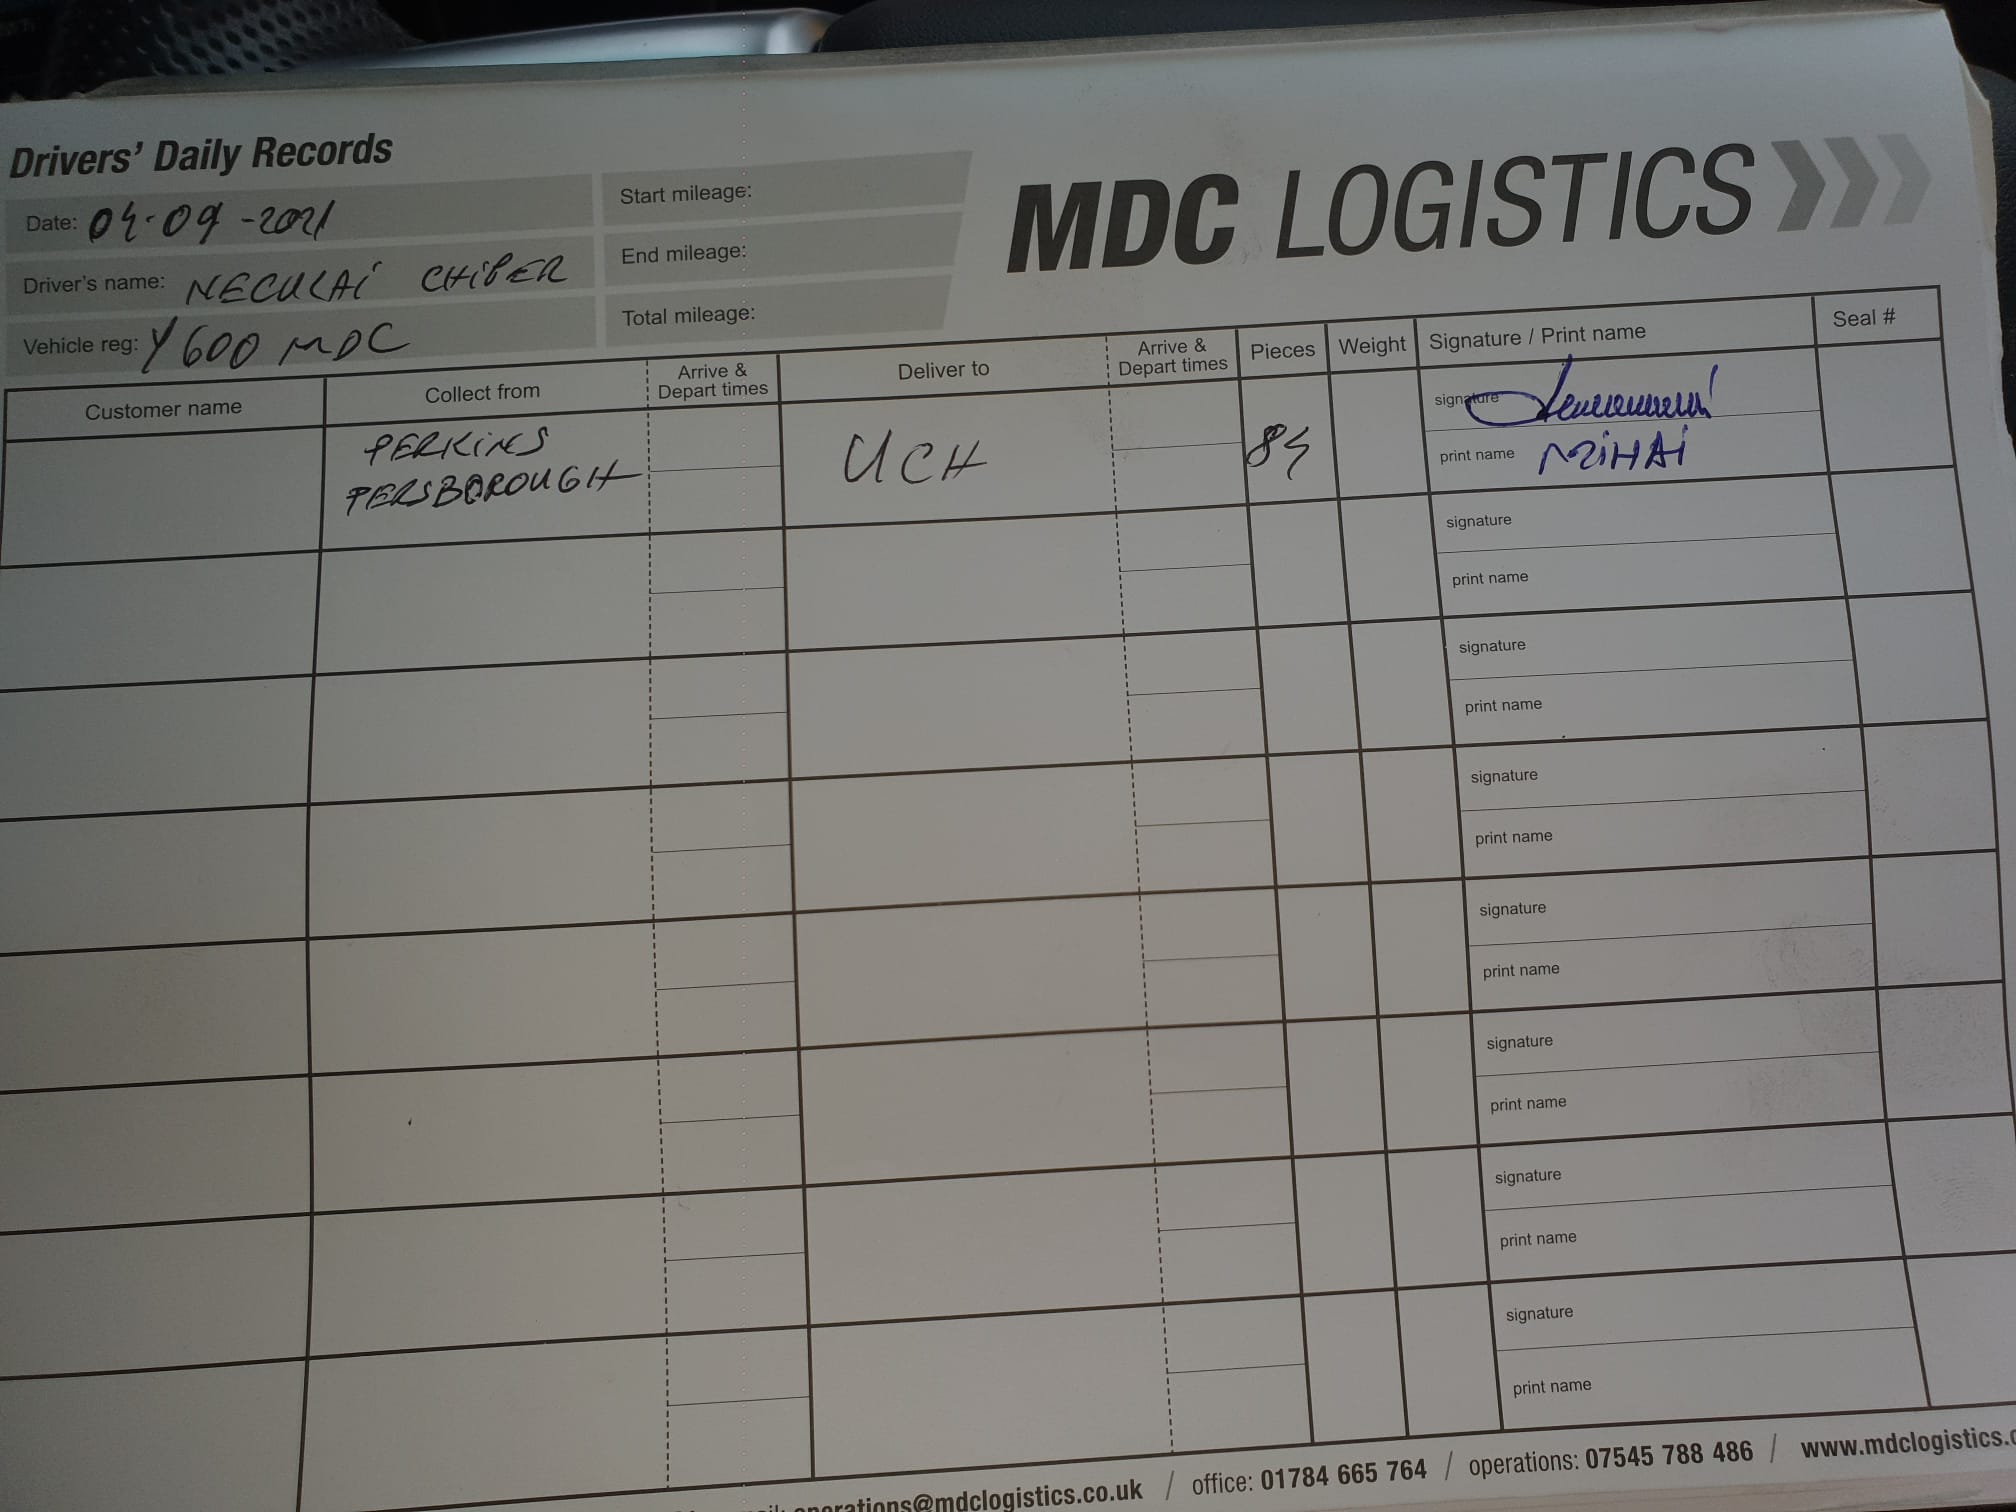 Drivers' Daily Records
MDC LOGISTICS
Date: 04-09-2021
Start mileage:
Driver's name: NECULAI CHIPER
End mileage:
Vehicle reg: Y600 MDC
Total mileage:
Customer name
Collect from
Arrive &
Depart times
Deliver to
Arrive &
Depart times
Pieces
Weight
Signature / Print name
Seal #
PERKINS
PERSBOROUGH
UCH
84
signature
print name MIHAI
signature
print name
signature
print name
signature
print name
signature
print name
signature
print name
signature
print name
signature
print name
operations@mdclogistics.co.uk / office: 01784 665 764 / operations: 07545 788 486 / www.mdclogistics.c